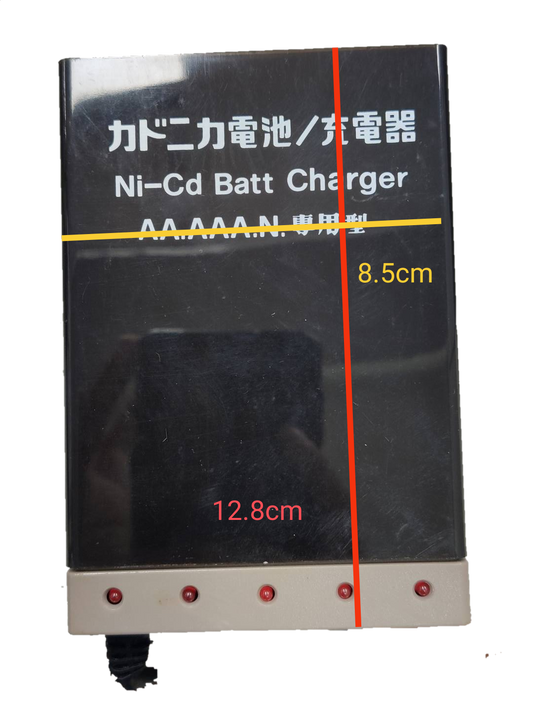 カドニカ電池/充電器
Ni-Cd Batt Charger
AA.AAA.N.専用型
8.5cm
12.8cm